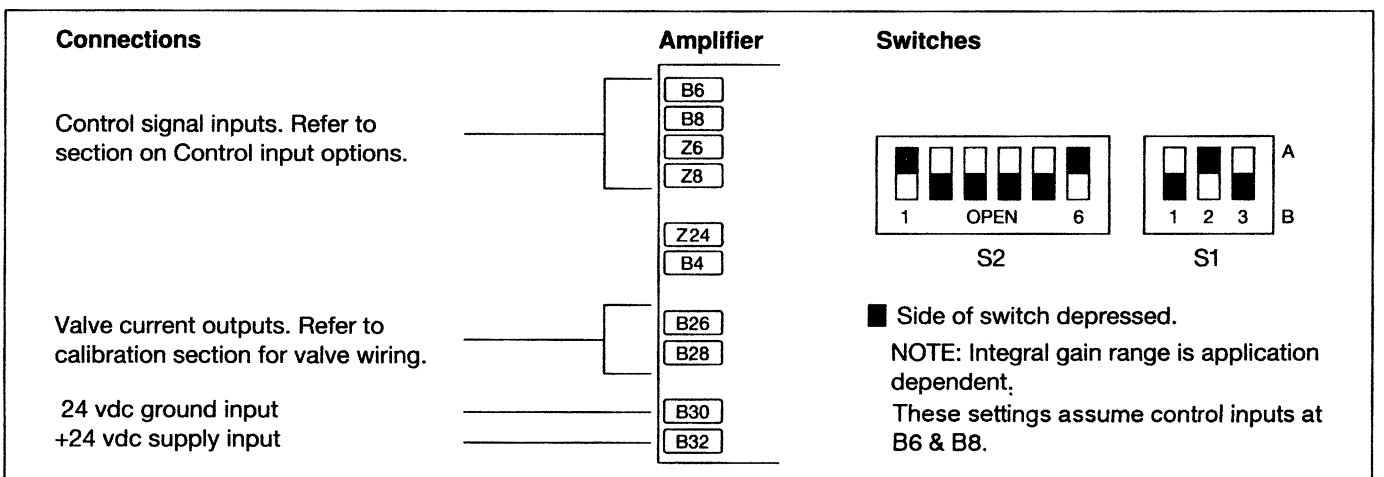 Connections
Amplifier
Switches
Control signal inputs. Refer to
section on Control input options.
B6
B8
Z6
Z8
Z24
B4
Valve current outputs. Refer to
calibration section for valve wiring.
B26
B28
24 vdc ground input
B30
+24 vdc supply input
B32
A
1 OPEN 6
1 2 3 B
S2
S1
Side of switch depressed.
NOTE: Integral gain range is application
dependent.
These settings assume control inputs at
B6 & B8.